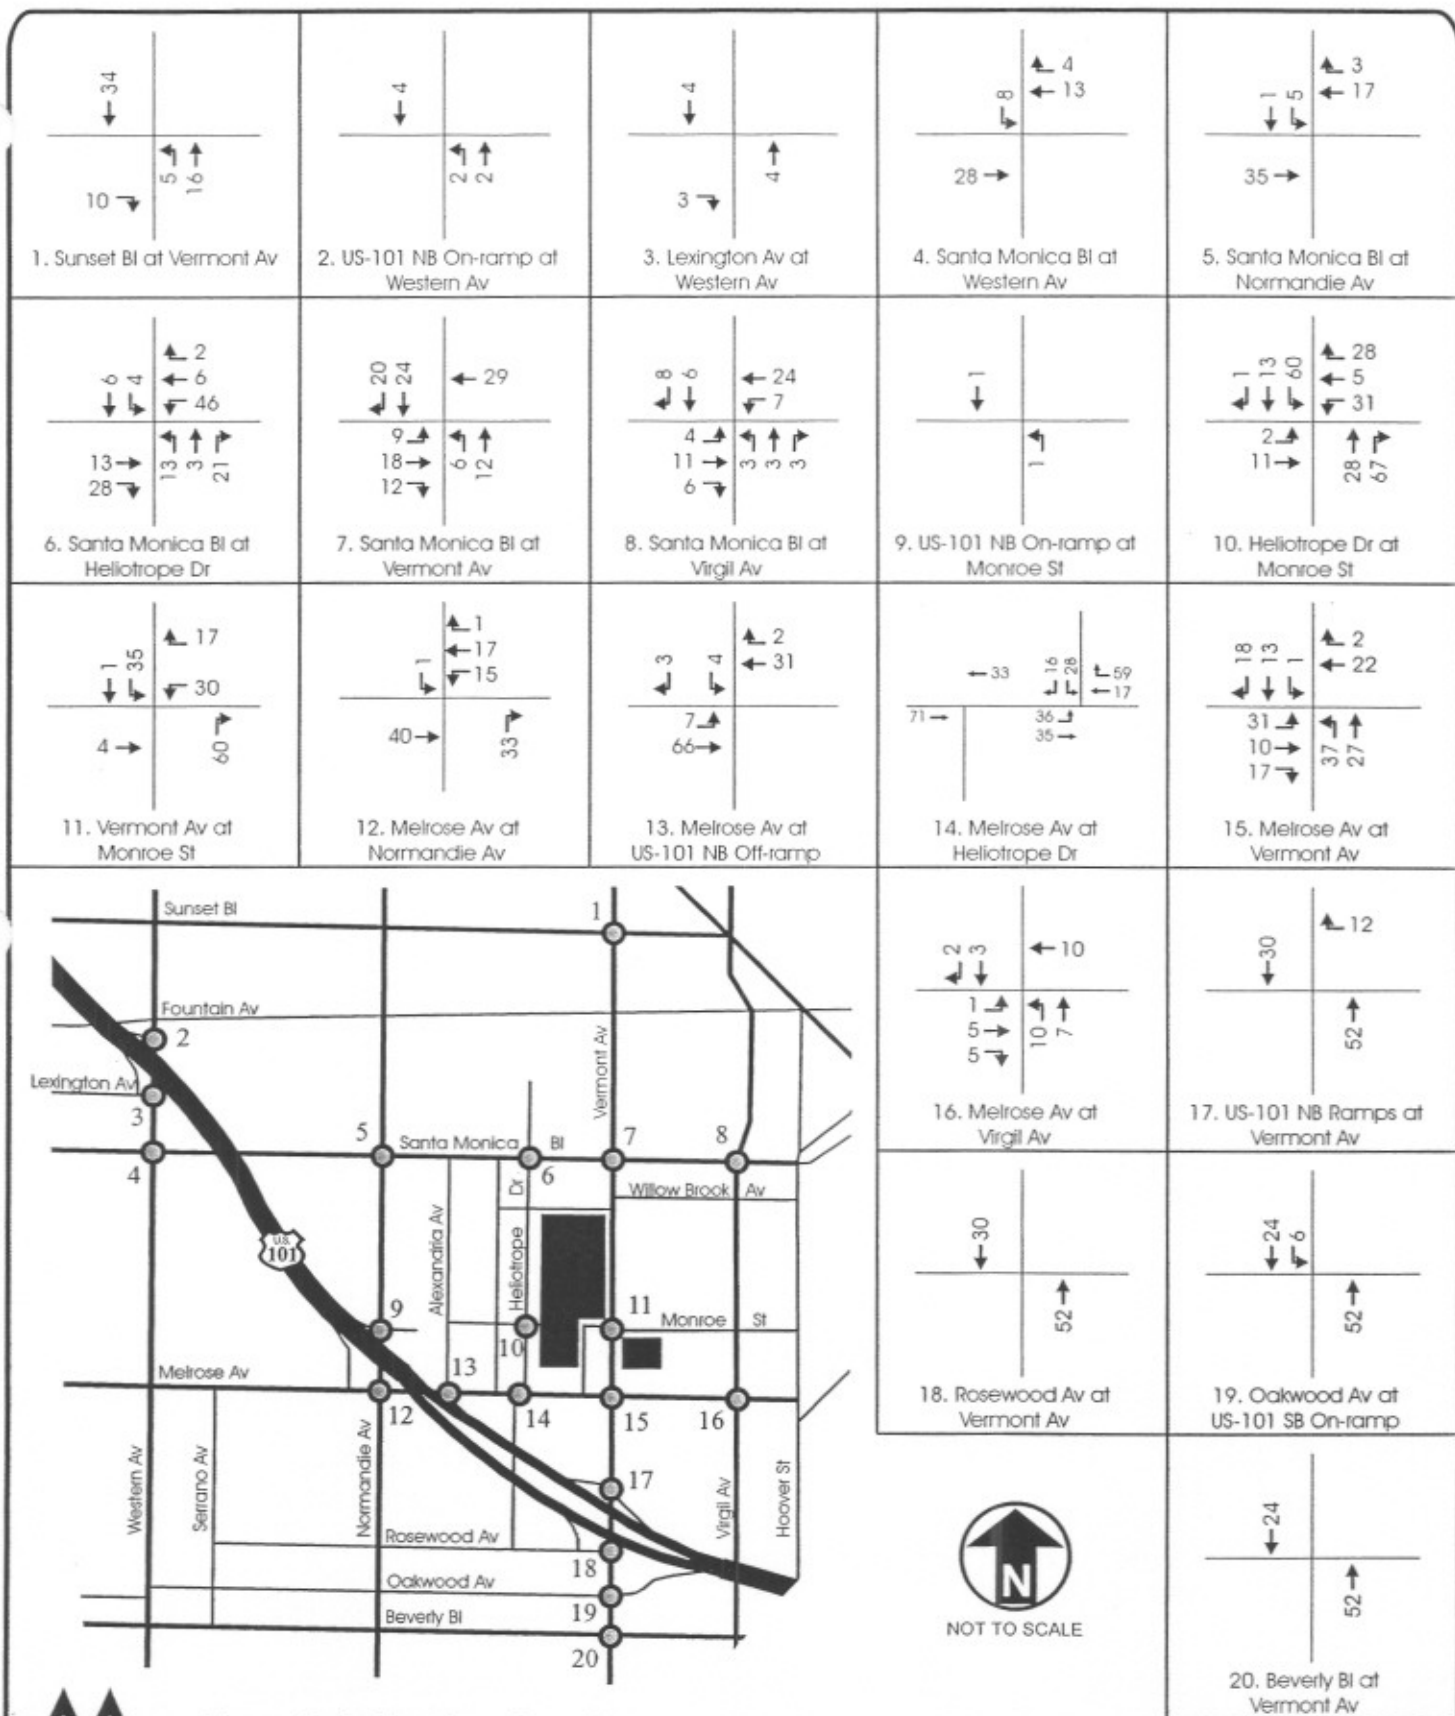 34
5
16
10
1. Sunset Bl at Vermont Av
4
2
2
2. US-101 NB On-ramp at
Western Av
4
4
3
3. Lexington Av at
Western Av
8
4
13
28
4. Santa Monica Bl at
Western Av
1
5
3
17
35
5. Santa Monica Bl at
Normandie Av
6
4
2
6
46
13
28
13
3
21
6. Santa Monica Bl at
Heliotrope Dr
20
24
29
9
18
12
6
12
7. Santa Monica Bl at
Vermont Av
8
6
24
7
4
11
6
3
3
3
8. Santa Monica Bl at
Virgil Av
1
1
9. US-101 NB On-ramp at
Monroe St
1
13
60
28
5
31
2
11
28
67
10. Heliotrope Dr at
Monroe St
1
35
17
30
4
60
11. Vermont Av at
Monroe St
1
1
17
15
40
33
12. Melrose Av at
Normandie Av
3
4
2
31
7
66
13. Melrose Av at
US-101 NB Off-ramp
33
16
28
59
17
71
36
35
14. Melrose Av at
Heliotrope Dr
18
13
1
2
22
31
10
17
37
27
15. Melrose Av at
Vermont Av
2
3
10
1
5
5
10
7
16. Melrose Av at
Virgil Av
30
12
52
17. US-101 NB Ramps at
Vermont Av
30
52
18. Rosewood Av at
Vermont Av
24
6
52
19. Oakwood Av at
US-101 SB On-ramp
24
52
20. Beverly Bl at
Vermont Av
Sunset Bl
1
Fountain Av
2
Vermont Av
Lexington Av
3
4
5
Santa Monica Bl
6
7
8
Willow Brook Av
U.S.
101
Alexandria Av
Heliotrope Dr
9
10
11
Monroe St
Melrose Av
12
13
14
15
16
Western Av
Serrano Av
Normandie Av
17
Virgil Av
Hoover St
Rosewood Av
18
Oakwood Av
19
Beverly Bl
20
N
NOT TO SCALE